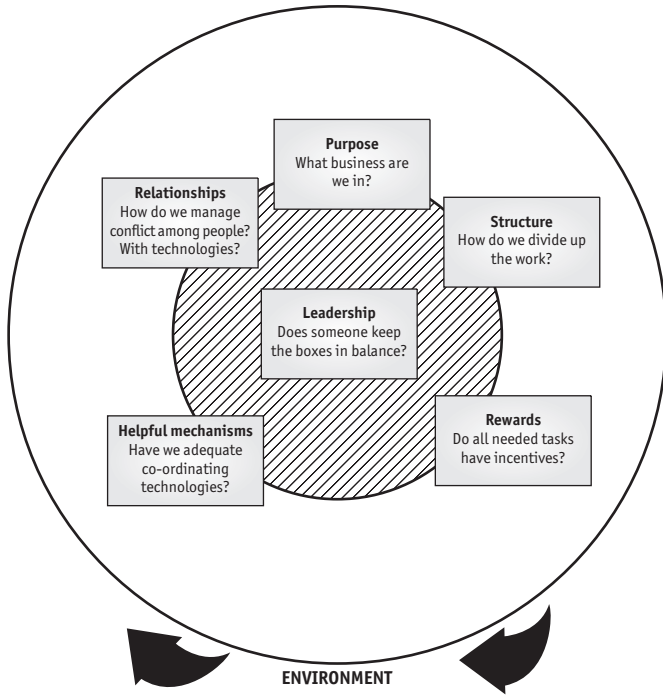 Purpose
What business are
we in?
Relationships
How do we manage
conflict among people?
With technologies?
Structure
How do we divide up
the work?
Leadership
Does someone keep
the boxes in balance?
Helpful mechanisms
Have we adequate
co-ordinating
technologies?
Rewards
Do all needed tasks
have incentives?
ENVIRONMENT